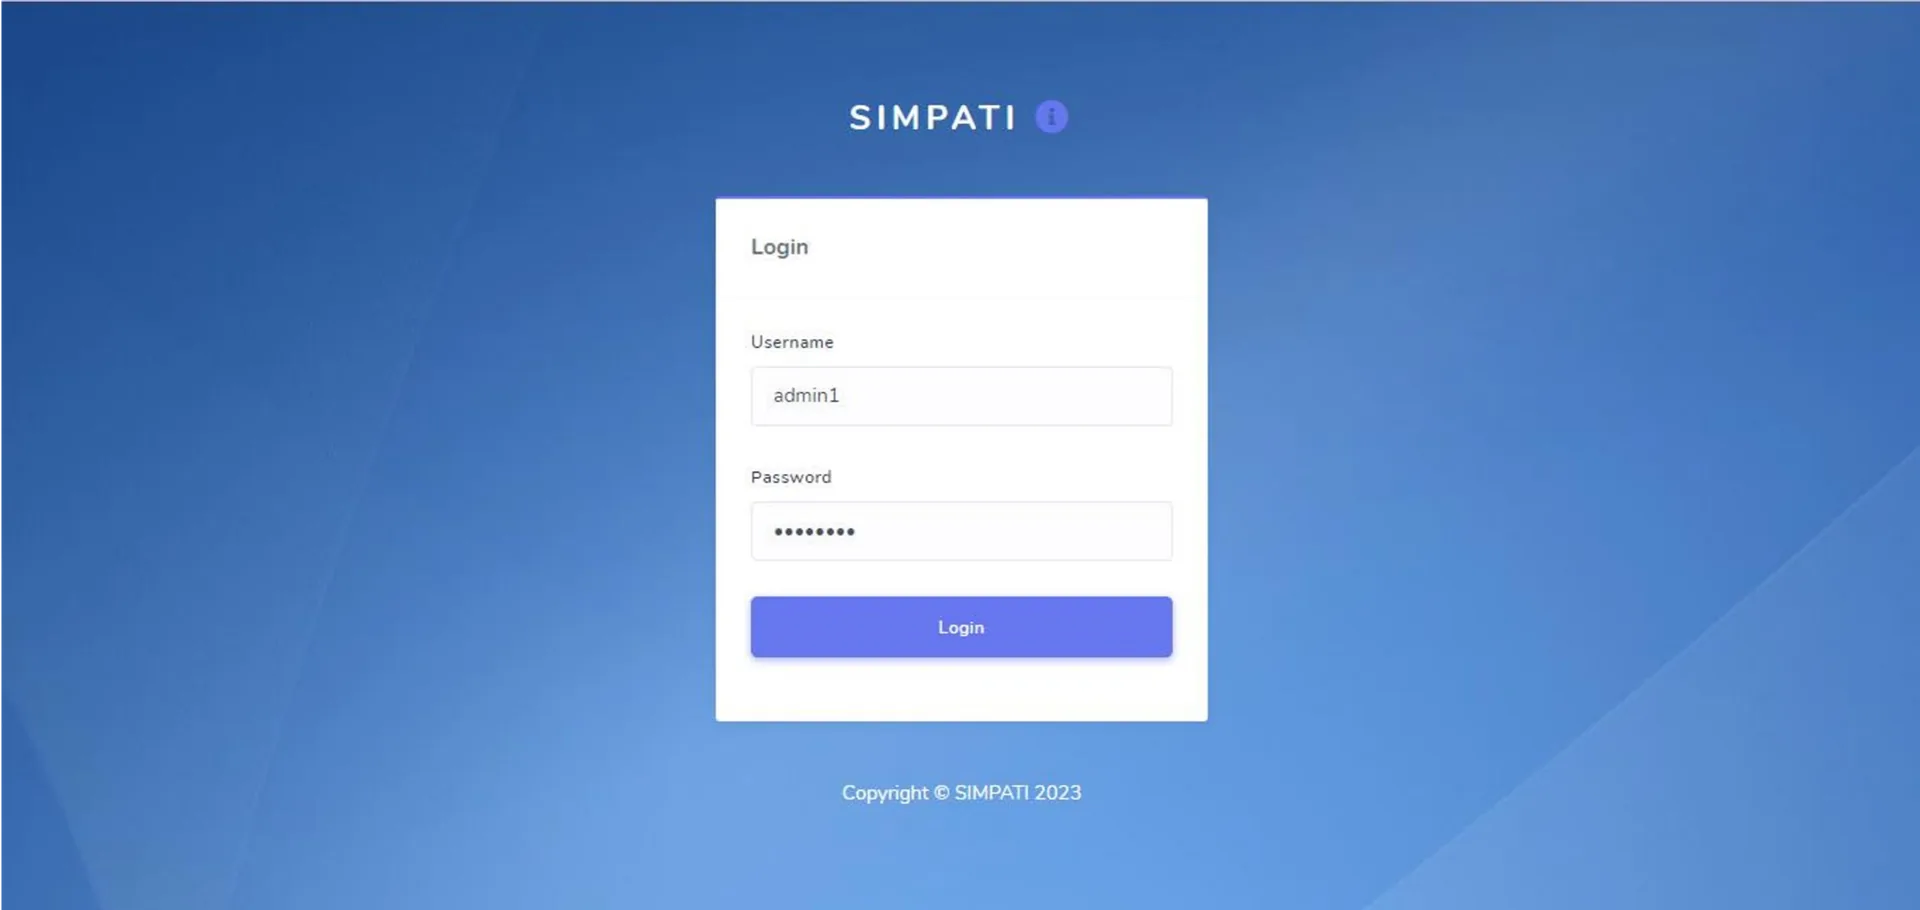 SIMPATI
Login
Username
admin1
Password
••••••••
Login
Copyright © SIMPATI 2023